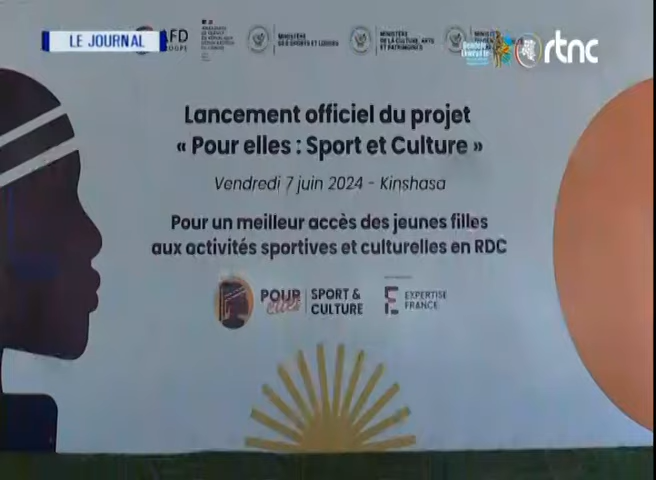 LE JOURNAL
AFD
GROUPE
MINISTÈRE
DES SPORTS ET LOISIRS
MINISTÈRE
DE LA CULTURE, ARTS
ET PATRIMOINES
rtnc
Lancement officiel du projet
« Pour elles : Sport et Culture »
Vendredi 7 juin 2024 - Kinshasa
Pour un meilleur accès des jeunes filles
aux activités sportives et culturelles en RDC
POUR elles SPORT & CULTURE
EXPERTISE FRANCE